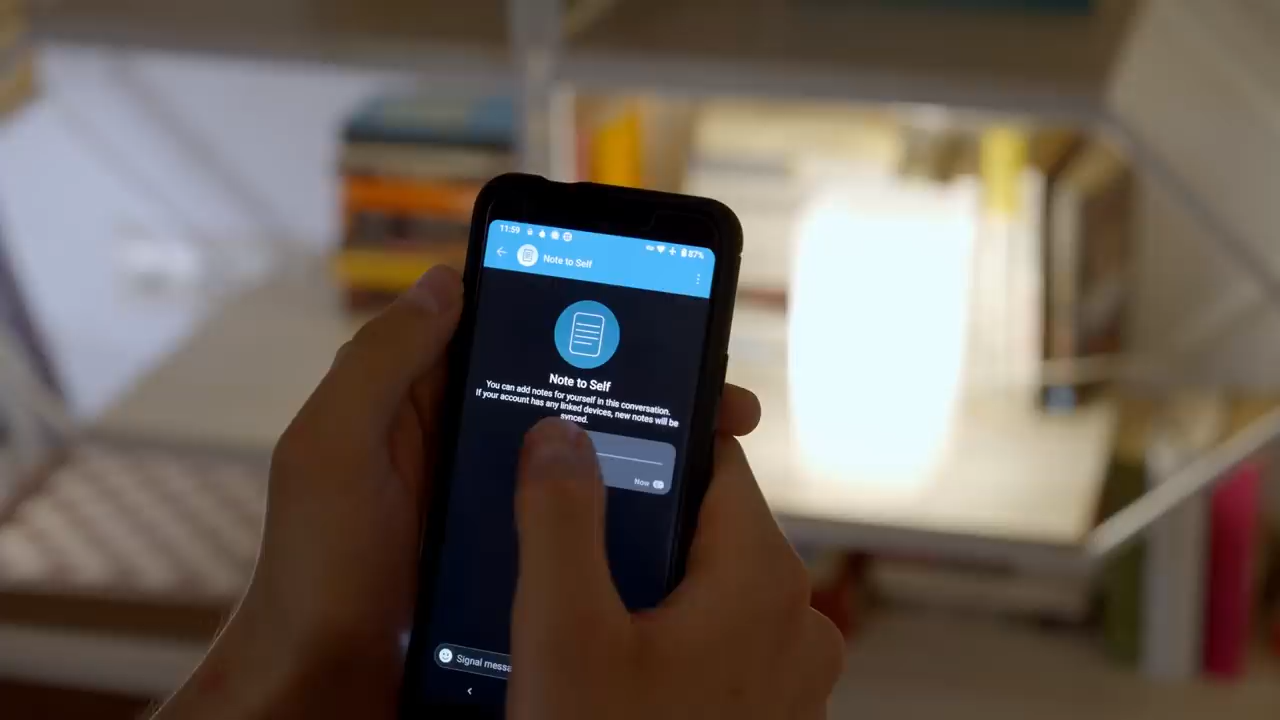 11:59
87%
Note to Self
Note to Self
You can add notes for yourself in this conversation.
If your account has any linked devices, new notes will be
synced.
Now
Signal messa